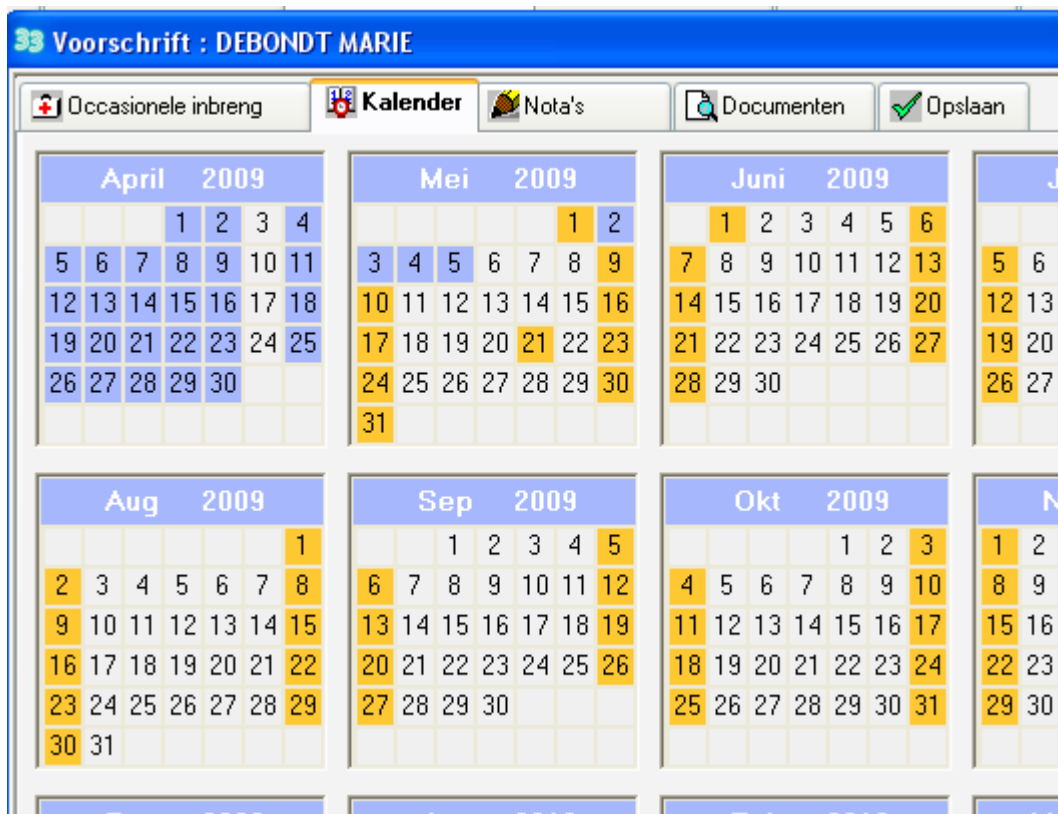 33 Voorschrift : DEBONDT MARIE
Occasionele inbreng Kalender Nota's Documenten Opslaan
April 2009
1 2 3 4
5 6 7 8 9 10 11
12 13 14 15 16 17 18
19 20 21 22 23 24 25
26 27 28 29 30
Mei 2009
1 2
3 4 5 6 7 8 9
10 11 12 13 14 15 16
17 18 19 20 21 22 23
24 25 26 27 28 29 30
31
Juni 2009
1 2 3 4 5 6
7 8 9 10 11 12 13
14 15 16 17 18 19 20
21 22 23 24 25 26 27
28 29 30
J
5 6
12 13
19 20
26 27
Aug 2009
1
2 3 4 5 6 7 8
9 10 11 12 13 14 15
16 17 18 19 20 21 22
23 24 25 26 27 28 29
30 31
Sep 2009
1 2 3 4 5
6 7 8 9 10 11 12
13 14 15 16 17 18 19
20 21 22 23 24 25 26
27 28 29 30
Okt 2009
1 2 3
4 5 6 7 8 9 10
11 12 13 14 15 16 17
18 19 20 21 22 23 24
25 26 27 28 29 30 31
N
1 2
8 9
15 16
22 23
29 30